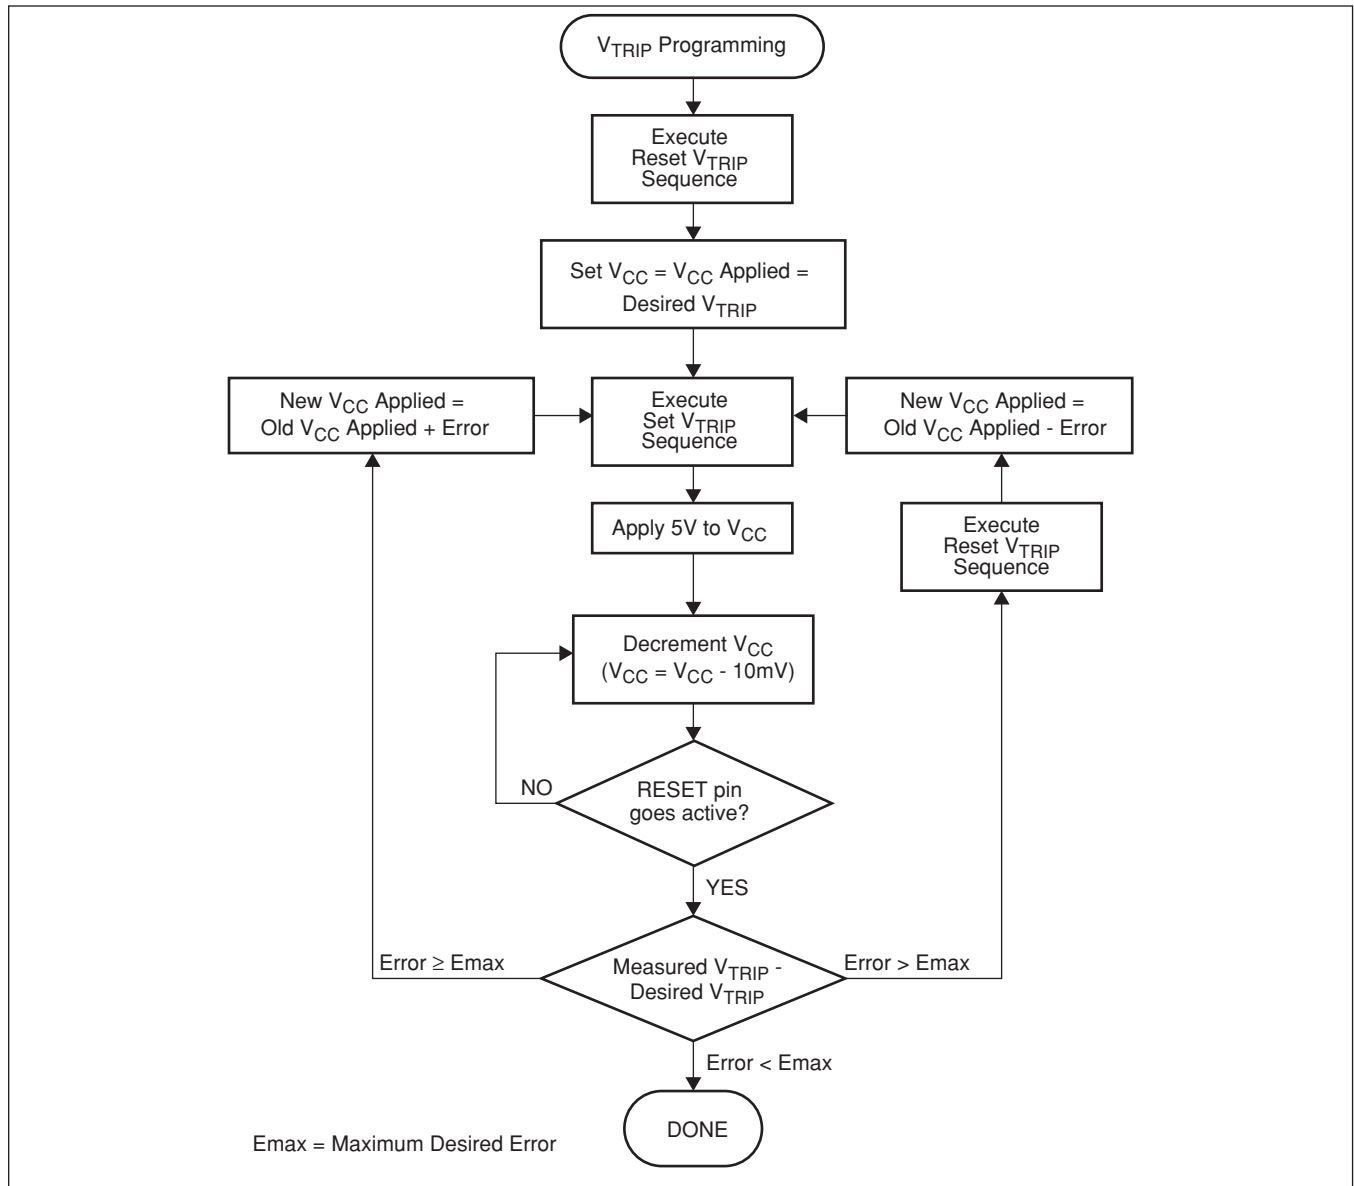 VTRIP Programming
Execute
Reset VTRIP
Sequence
Set VCC = VCC Applied =
Desired VTRIP
New VCC Applied =
Old VCC Applied + Error
Execute
Set VTRIP
Sequence
New VCC Applied =
Old VCC Applied - Error
Apply 5V to VCC
Execute
Reset VTRIP
Sequence
Decrement VCC
(VCC = VCC - 10mV)
NO
RESET pin
goes active?
YES
Error ≥ Emax
Measured VTRIP -
Desired VTRIP
Error > Emax
Error < Emax
DONE
Emax = Maximum Desired Error